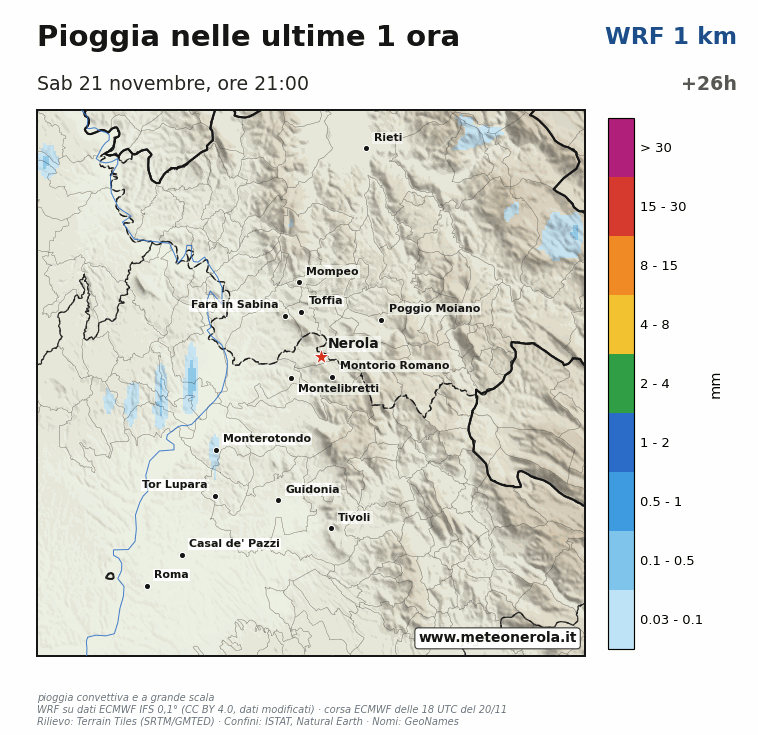 Pioggia nelle ultime 1 ora
WRF 1 km
Sab 21 novembre, ore 21:00
+26h
Rieti
Mompeo
Toffia
Fara in Sabina
Poggio Moiano
Nerola
Montorio Romano
Montelibretti
Monterotondo
Tor Lupara
Guidonia
Tivoli
Casal de' Pazzi
Roma
www.meteonerola.it
> 30
15 - 30
8 - 15
4 - 8
2 - 4
1 - 2
0.5 - 1
0.1 - 0.5
0.03 - 0.1
mm
pioggia convettiva e a grande scala
WRF su dati ECMWF IFS 0,1° (CC BY 4.0, dati modificati) · corsa ECMWF delle 18 UTC del 20/11
Rilievo: Terrain Tiles (SRTM/GMTED) · Confini: ISTAT, Natural Earth · Nomi: GeoNames